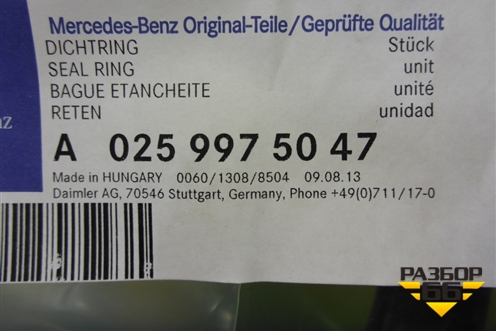 Mercedes-Benz Original-Teile/Geprüfte Qualität
DICHTRING Stück
SEAL RING unit
BAGUE ETANCHEITE unité
RETEN unidad
A 025 997 50 47
Made in HUNGARY 0060/1308/8504 09.08.13
Daimler AG, 70546 Stuttgart, Germany, Phone +49(0)711/17-0
РАЗБОР
66